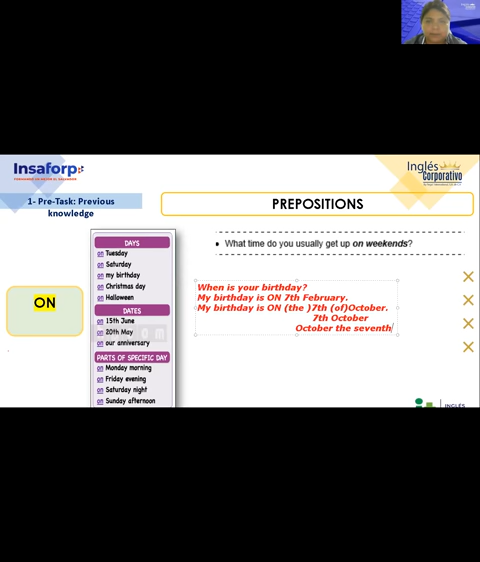 Insaforp
Inglés
Corporativo
1- Pre-Task: Previous
knowledge
PREPOSITIONS
DAYS
on Tuesday
on Saturday
on my birthday
on Christmas day
on Halloween
DATES
on 15th June
on 20th May
on our anniversary
PARTS OF SPECIFIC DAY
on Monday morning
on Friday evening
on Saturday night
on Sunday afternoon
ON
• What time do you usually get up on weekends?
When is your birthday?
My birthday is ON 7th February.
My birthday is ON (the )7th (of)October.
7th October
October the seventh
INGLÉS